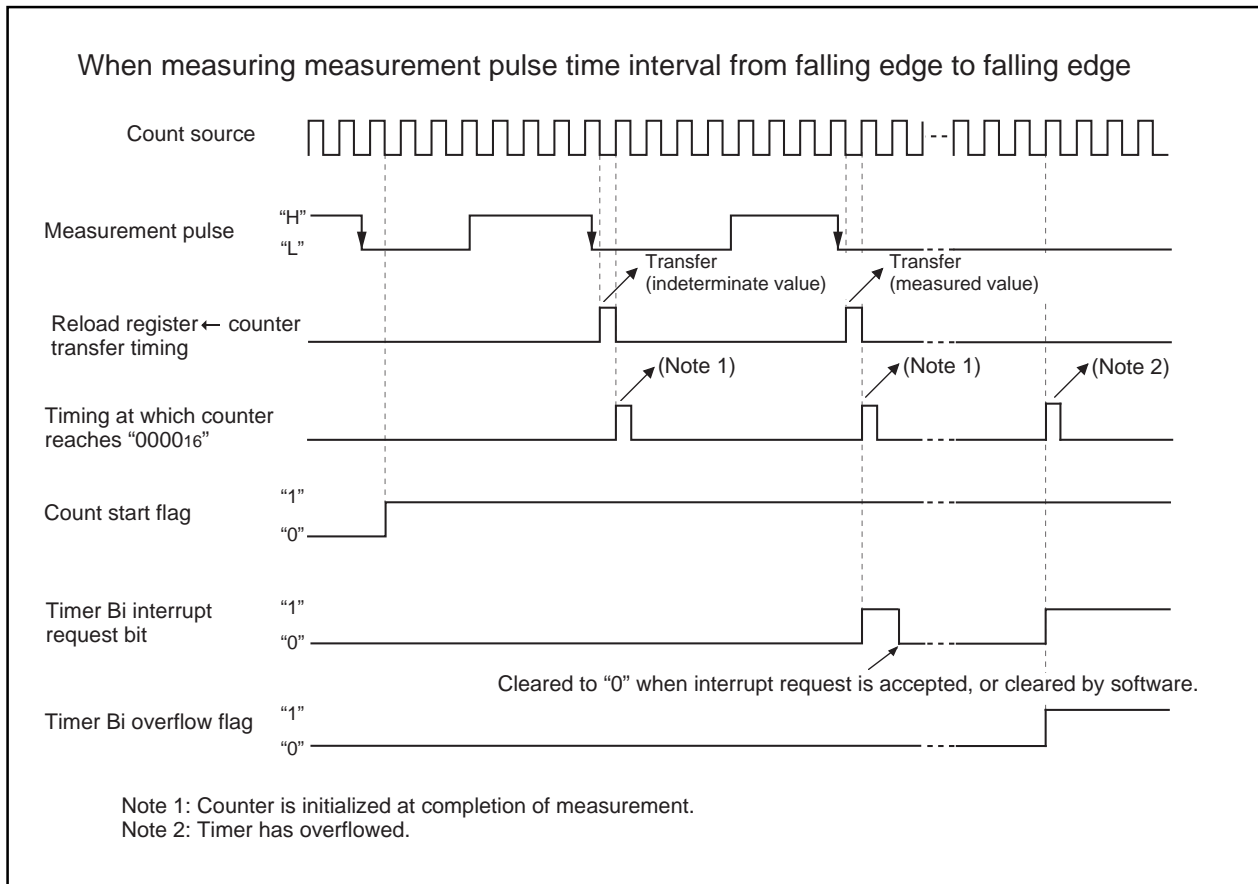 When measuring measurement pulse time interval from falling edge to falling edge
Count source
Measurement pulse
“H”
“L”
Transfer
(indeterminate value)
Transfer
(measured value)
Reload register ← counter
transfer timing
(Note 1)
(Note 1)
(Note 2)
Timing at which counter
reaches “000016”
Count start flag
“1”
“0”
Timer Bi interrupt
request bit
“1”
“0”
Cleared to “0” when interrupt request is accepted, or cleared by software.
Timer Bi overflow flag
“1”
“0”
Note 1: Counter is initialized at completion of measurement.
Note 2: Timer has overflowed.